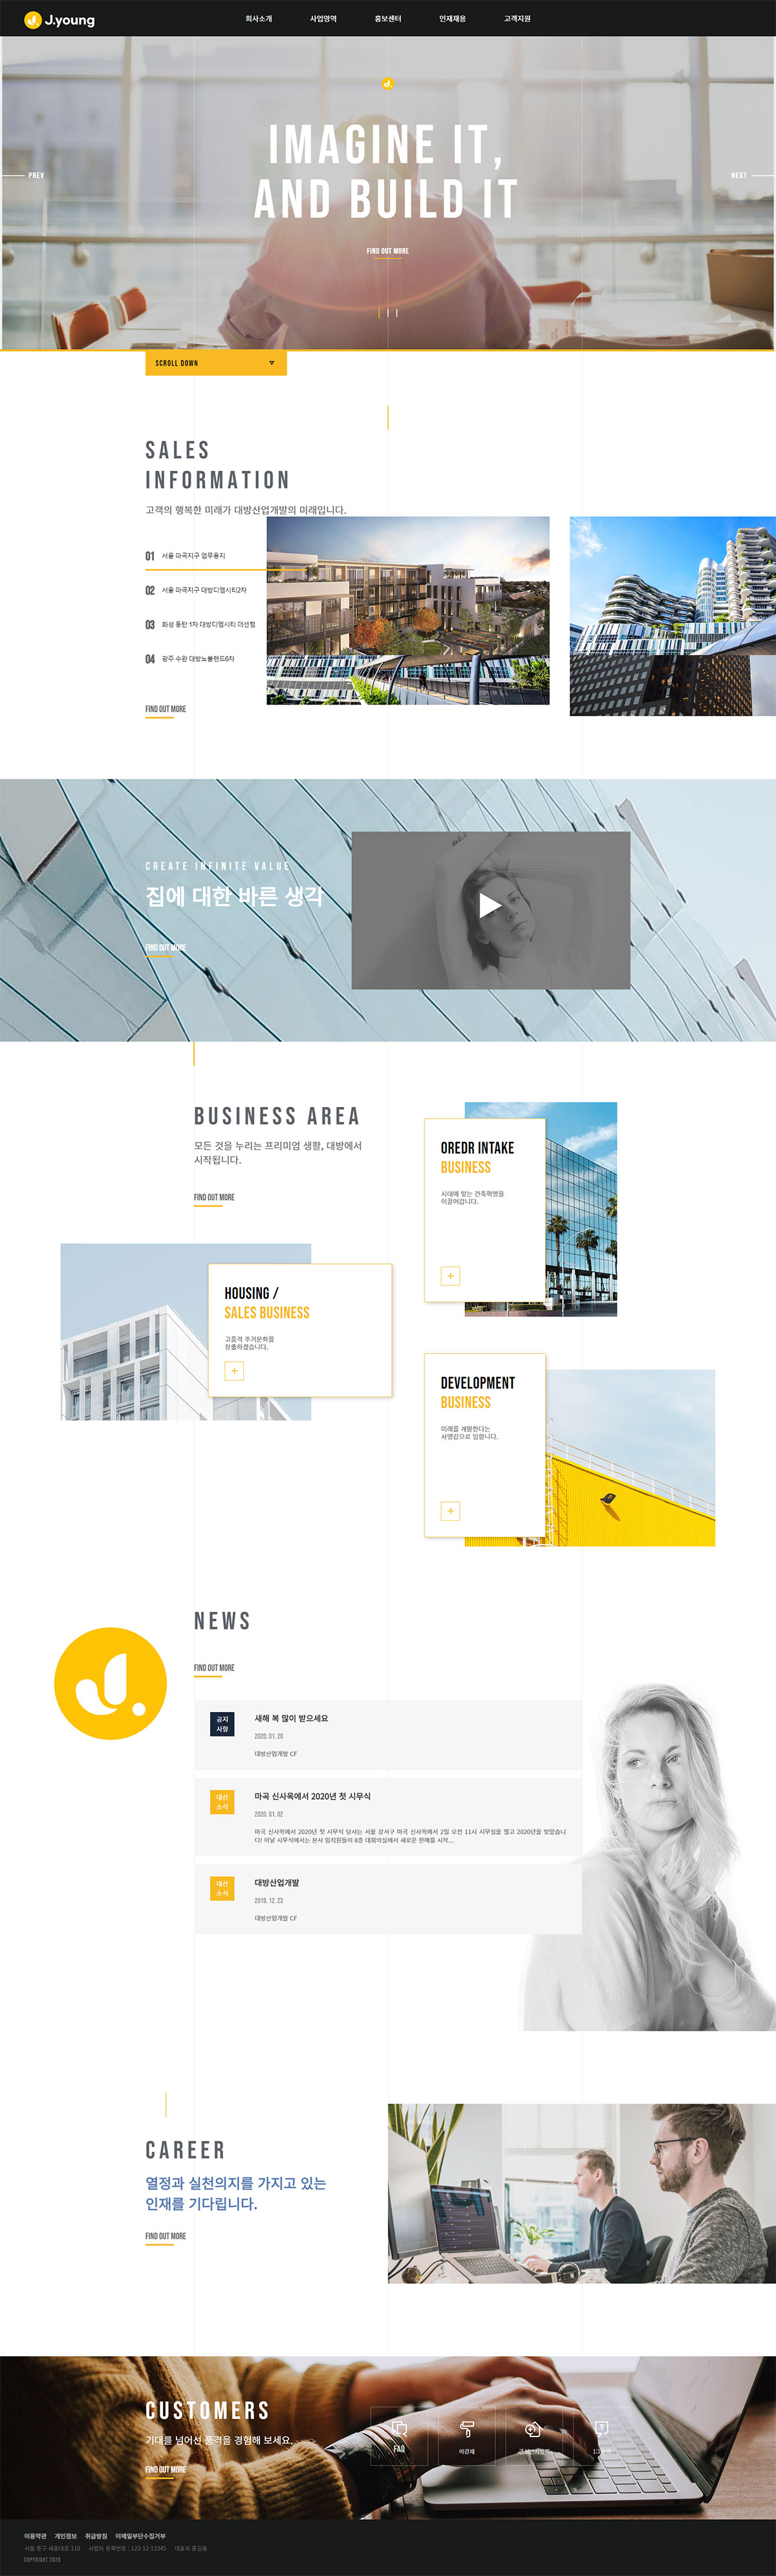 J.young
회사소개 사업영역 홍보센터 인재채용 고객지원
IMAGINE IT,
AND BUILD IT
PREV
NEXT
FIND OUT MORE
SCROLL DOWN
SALES
INFORMATION
고객의 행복한 미래가 대방산업개발의 미래입니다.
01 서울 마곡지구 업무용지
02 서울 마곡지구 대방디엠시티2차
03 화성 동탄 1차 대방디엠시티 더센텀
04 광주 수완 대방노블랜드6차
FIND OUT MORE
CREATE INFINITE VALUE
집에 대한 바른 생각
FIND OUT MORE
BUSINESS AREA
모든 것을 누리는 프리미엄 생활, 대방에서
시작됩니다.
FIND OUT MORE
OREDR INTAKE
BUSINESS
시대에 맞는 건축혁명을
이끌어갑니다.
+
HOUSING /
SALES BUSINESS
고품격 주거문화를
창출하겠습니다.
+
DEVELOPMENT
BUSINESS
미래를 개발한다는
사명감으로 임합니다.
+
NEWS
FIND OUT MORE
공지
사항
새해 복 많이 받으세요
2020. 01. 20
대방산업개발 CF
대산
소식
마곡 신사옥에서 2020년 첫 시무식
2020. 01. 02
마곡 신사옥에서 2020년 첫 시무식 당사는 서울 강서구 마곡 신사옥에서 2일 오전 11시 시무실을 열고 2020년을 맞았습니
다! 이날 시무식에서는 본사 임직원들이 8층 대회의실에서 새로운 한해를 시작...
대산
소식
대방산업개발
2019. 12. 23
대방산업개발 CF
CAREER
열정과 실천의지를 가지고 있는
인재를 기다립니다.
FIND OUT MORE
CUSTOMERS
기대를 넘어선 품격을 경험해 보세요.
FIND OUT MORE
FAQ
마감재
이용약관 개인정보 취급방침 이메일무단수집거부
서울 중구 세종대로 110 사업자 등록번호 : 123-12-12345 대표자 홍길동
COPYRIGHT 2020